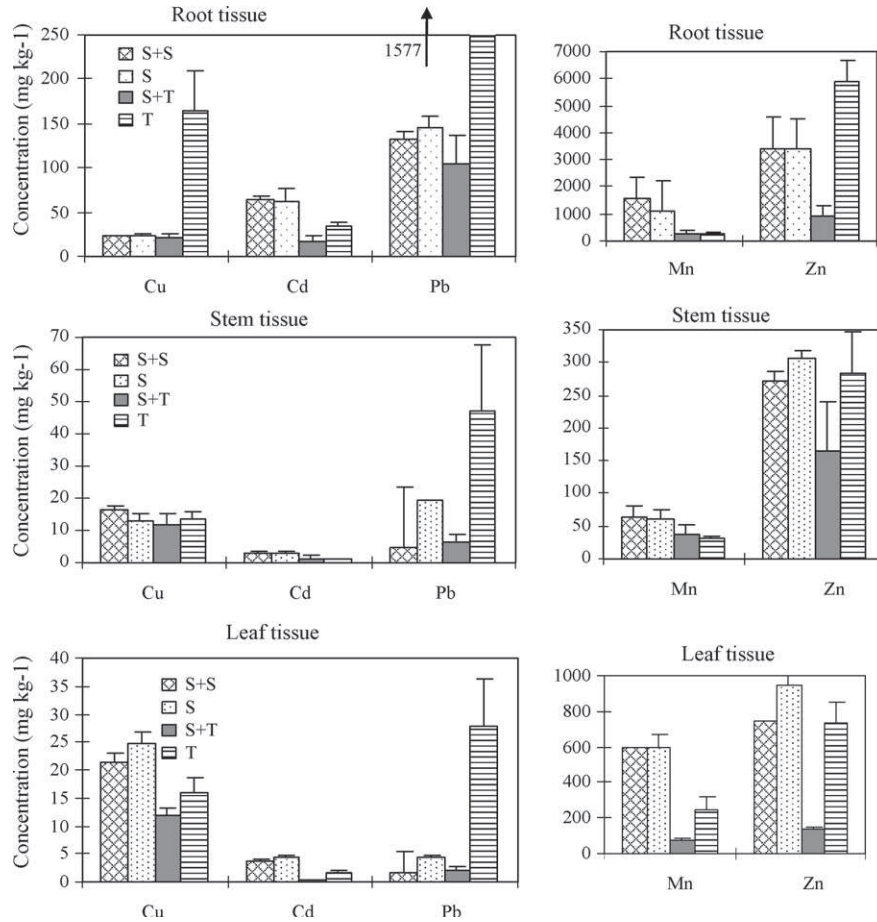 Root tissue
1577
Concentration (mg kg-1)
250
200
150
100
50
0
S+S
S
S+T
T
Cu Cd Pb
Root tissue
7000
6000
5000
4000
3000
2000
1000
0
Mn Zn
Stem tissue
Concentration (mg kg-1)
70
60
50
40
30
20
10
0
S+S
S
S+T
T
Cu Cd Pb
Stem tissue
350
300
250
200
150
100
50
0
Mn Zn
Leaf tissue
Concentration (mg kg-1)
40
35
30
25
20
15
10
5
0
S+S
S
S+T
T
Cu Cd Pb
Leaf tissue
1000
800
600
400
200
0
Mn Zn